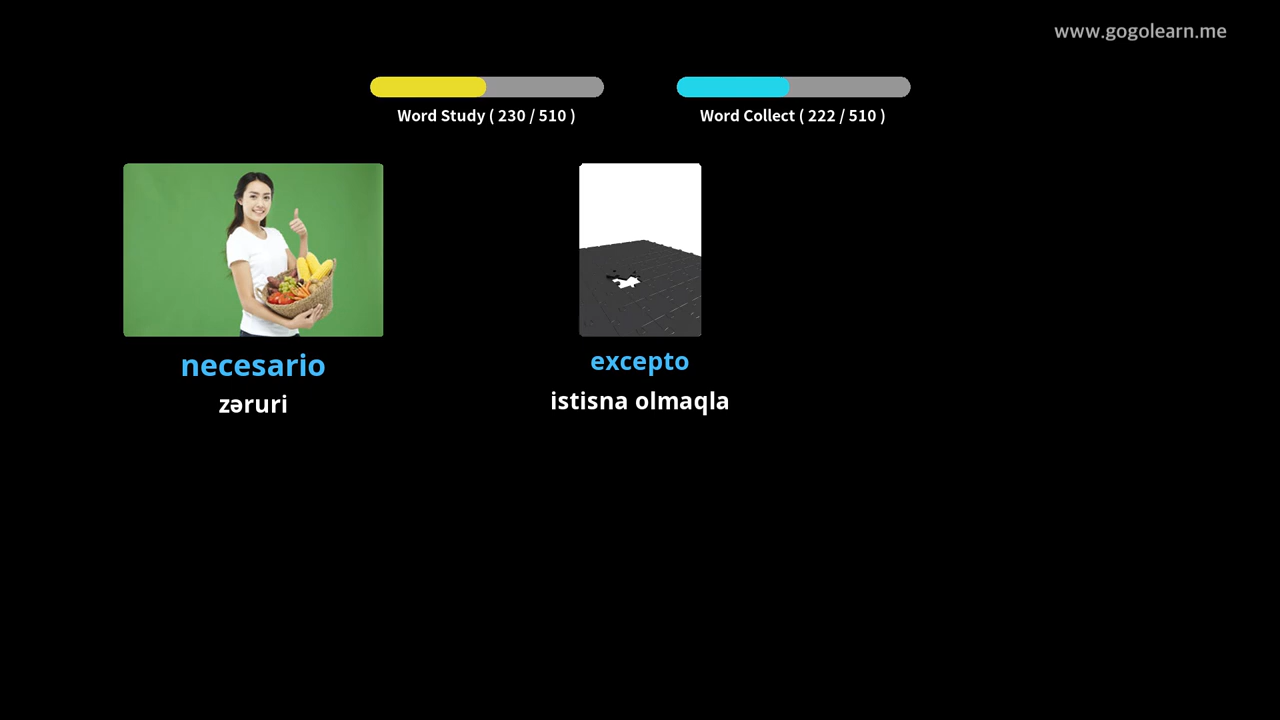 www.gogolearn.me
Word Study ( 230 / 510 )
Word Collect ( 222 / 510 )
necesario
zəruri
excepto
istisna olmaqla